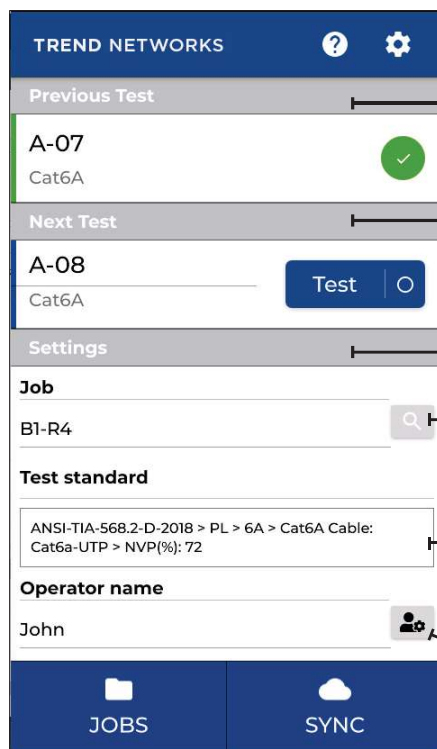 TREND NETWORKS
Previous Test
A-07
Cat6A
Next Test
A-08
Cat6A
Test
Settings
Job
B1-R4
Test standard
ANSI-TIA-568.2-D-2018 > PL > 6A > Cat6A Cable:
Cat6a-UTP > NVP(%): 72
Operator name
John
JOBS
SYNC